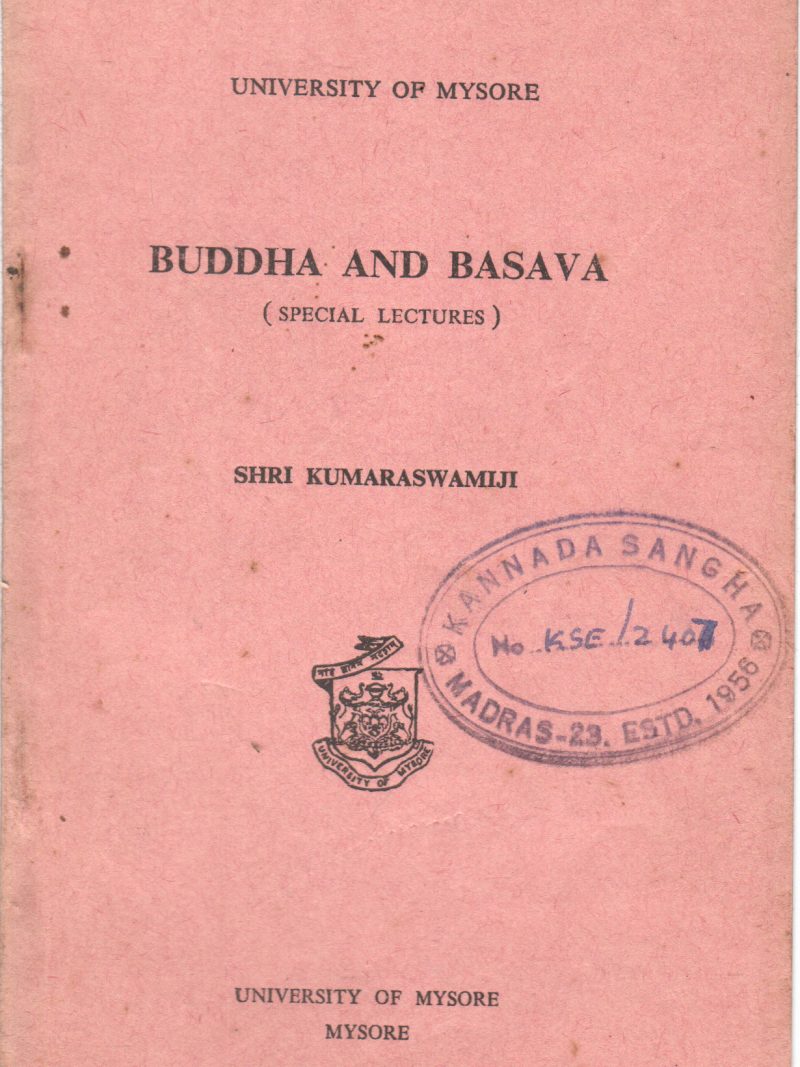 UNIVERSITY OF MYSORE
BUDDHA AND BASAVA
( SPECIAL LECTURES )
SHRI KUMARASWAMIJI
KANNADA SANGHA
No. KSE/2407
MADRAS-23. ESTD. 1956
UNIVERSITY OF MYSORE
UNIVERSITY OF MYSORE
MYSORE